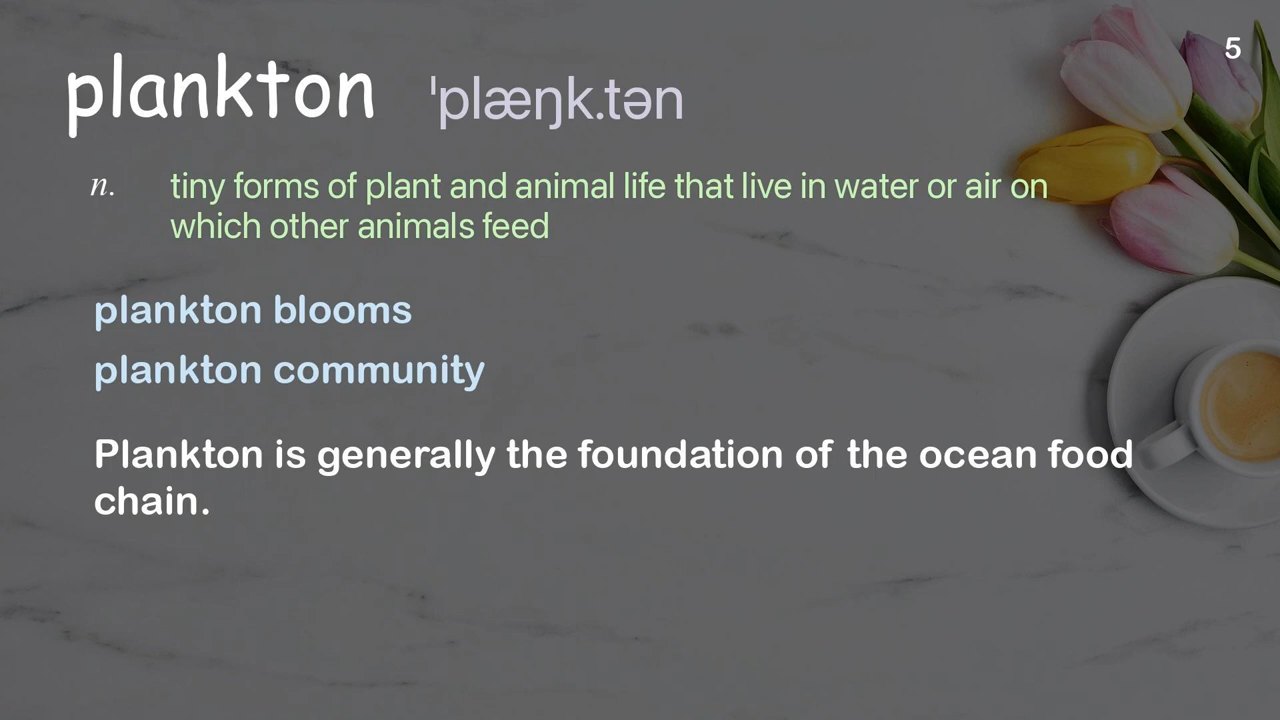 5
plankton ˈplæŋk.tən
n. tiny forms of plant and animal life that live in water or air on
which other animals feed
plankton blooms
plankton community
Plankton is generally the foundation of the ocean food
chain.